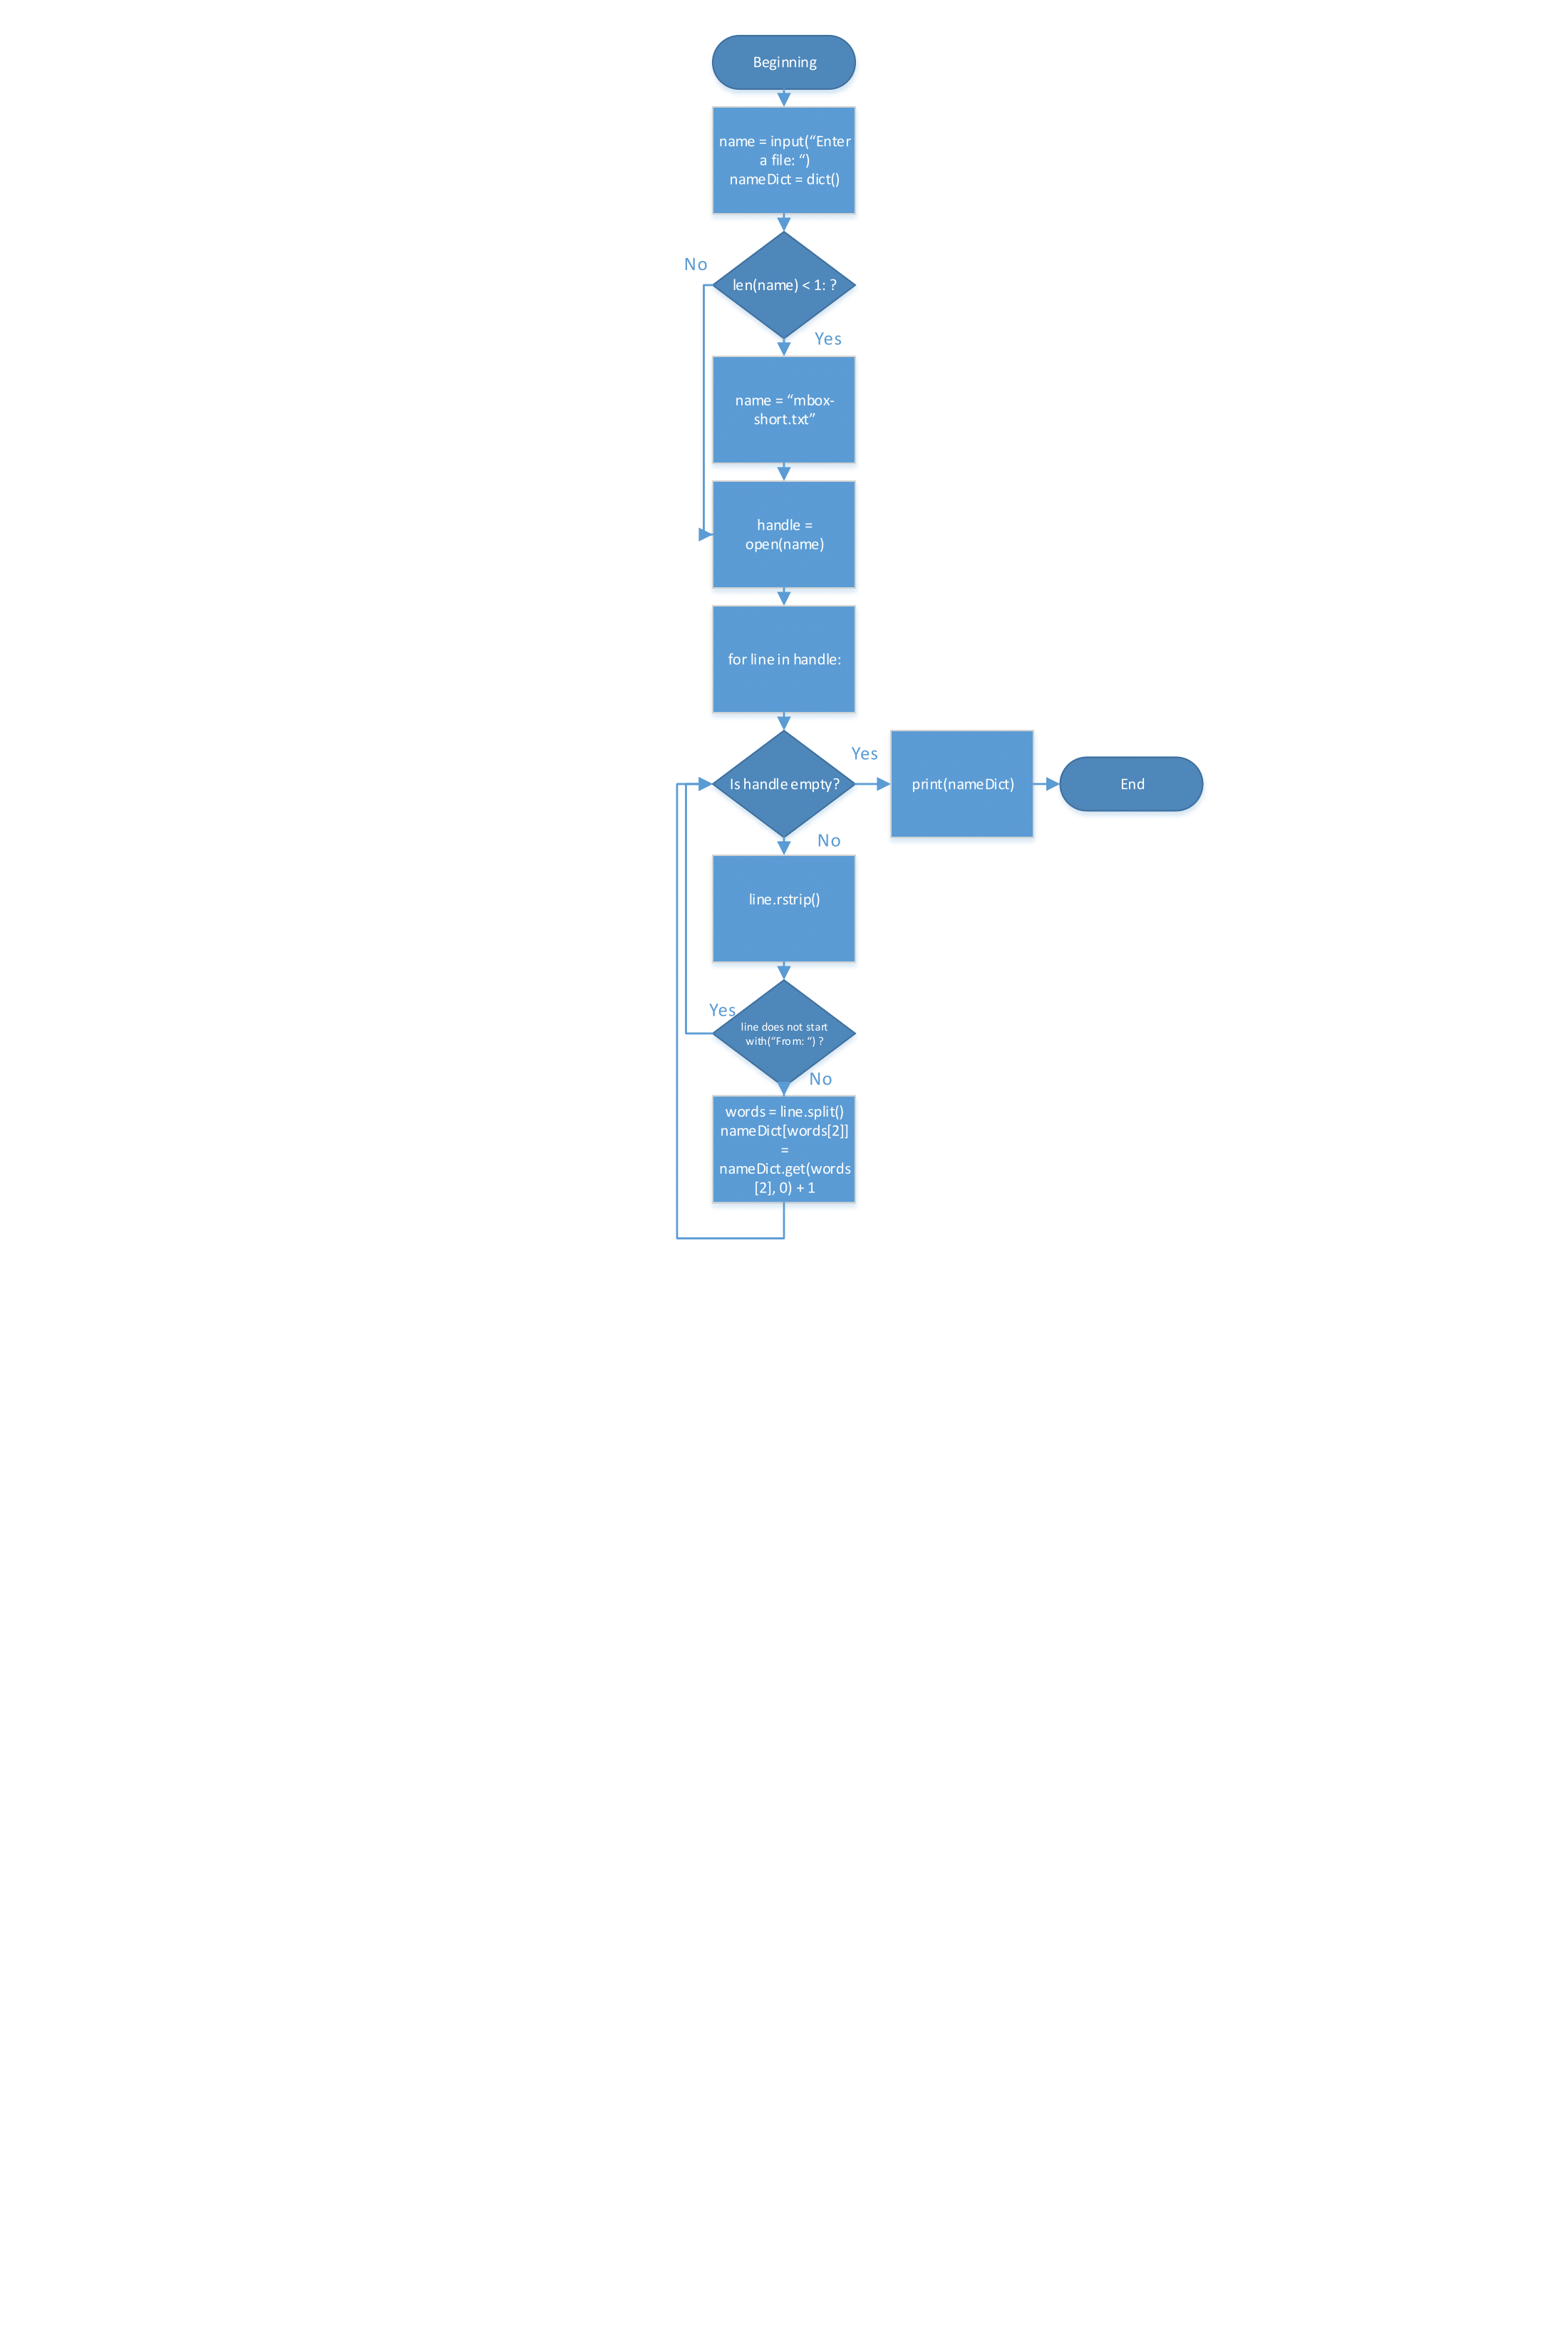 Beginning
name = input(“Enter
a file: “)
nameDict = dict()
No
len(name) < 1: ?
Yes
name = “mbox-
short.txt”
handle =
open(name)
for line in handle:
Is handle empty?
Yes
print(nameDict)
End
No
line.rstrip()
Yes
line does not start
with(“From: “) ?
No
words = line.split()
nameDict[words[2]]
=
nameDict.get(words
[2], 0) + 1